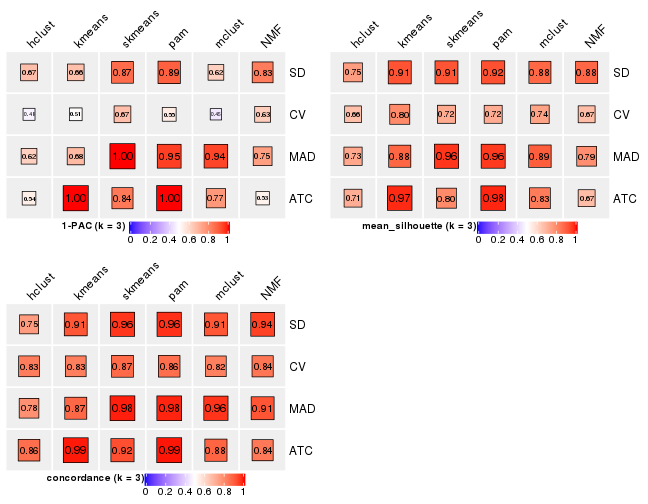 hclust kmeans skmeans pam mclust NMF
0.67 0.66 0.87 0.89 0.62 0.83 SD
0.51 0.67 0.55 0.63 CV
0.62 0.68 1.00 0.95 0.94 0.75 MAD
0.54 1.00 0.84 1.00 0.77 0.53 ATC
1-PAC (k = 3)
0 0.2 0.4 0.6 0.8 1
hclust kmeans skmeans pam mclust NMF
0.75 0.91 0.91 0.92 0.88 0.88 SD
0.66 0.80 0.72 0.72 0.74 0.67 CV
0.73 0.88 0.96 0.96 0.89 0.79 MAD
0.71 0.97 0.80 0.98 0.83 0.67 ATC
mean_silhouette (k = 3)
0 0.2 0.4 0.6 0.8 1
hclust kmeans skmeans pam mclust NMF
0.75 0.91 0.96 0.96 0.91 0.94 SD
0.83 0.83 0.87 0.86 0.82 0.84 CV
0.78 0.87 0.98 0.98 0.96 0.91 MAD
0.86 0.99 0.92 0.99 0.88 0.84 ATC
concordance (k = 3)
0 0.2 0.4 0.6 0.8 1